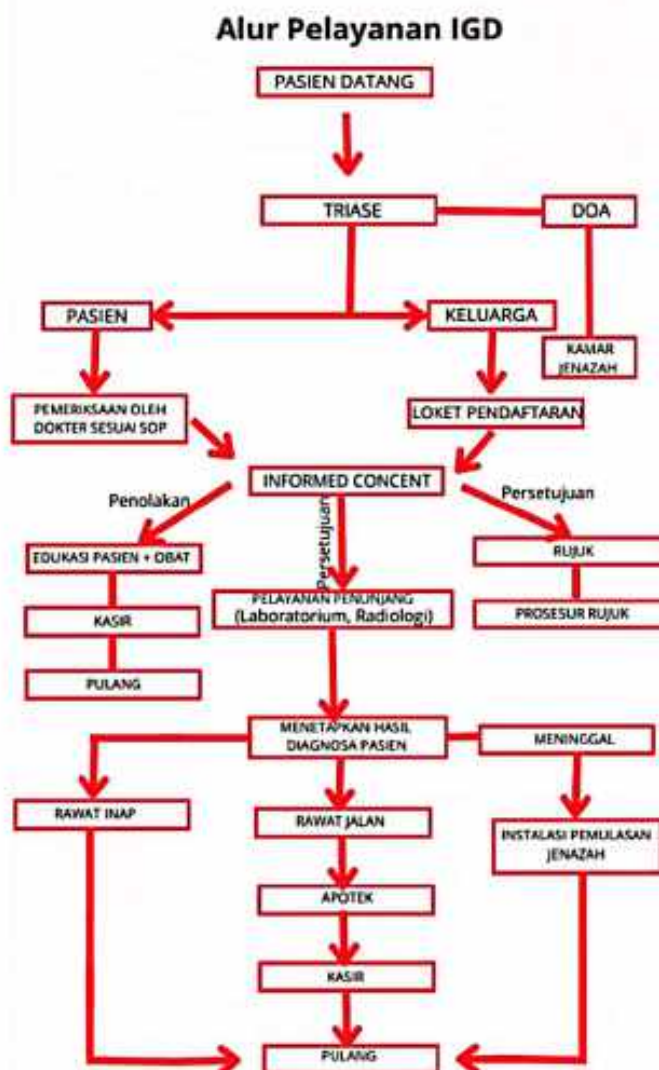 Alur Pelayanan IGD
PASIEN DATANG
TRIASE
DOA
PASIEN
KELUARGA
KAMAR
JENAZAH
PEMERIKSAAN OLEH
DOKTER SESUAI SOP
LOKET PENDAFTARAN
INFORMED CONCENT
Penolakan
Persetujuan
Persetujuan
EDUKASI PASIEN + OBAT
RUJUK
KASIR
PELAYANAN PENUNJANG
(Laboratorium, Radiologi)
PROSESUR RUJUK
PULANG
MENETAPKAN HASIL
DIAGNOSA PASIEN
MENINGGAL
RAWAT INAP
RAWAT JALAN
INSTALASI PEMULASAN
JENAZAH
APOTEK
KASIR
PULANG